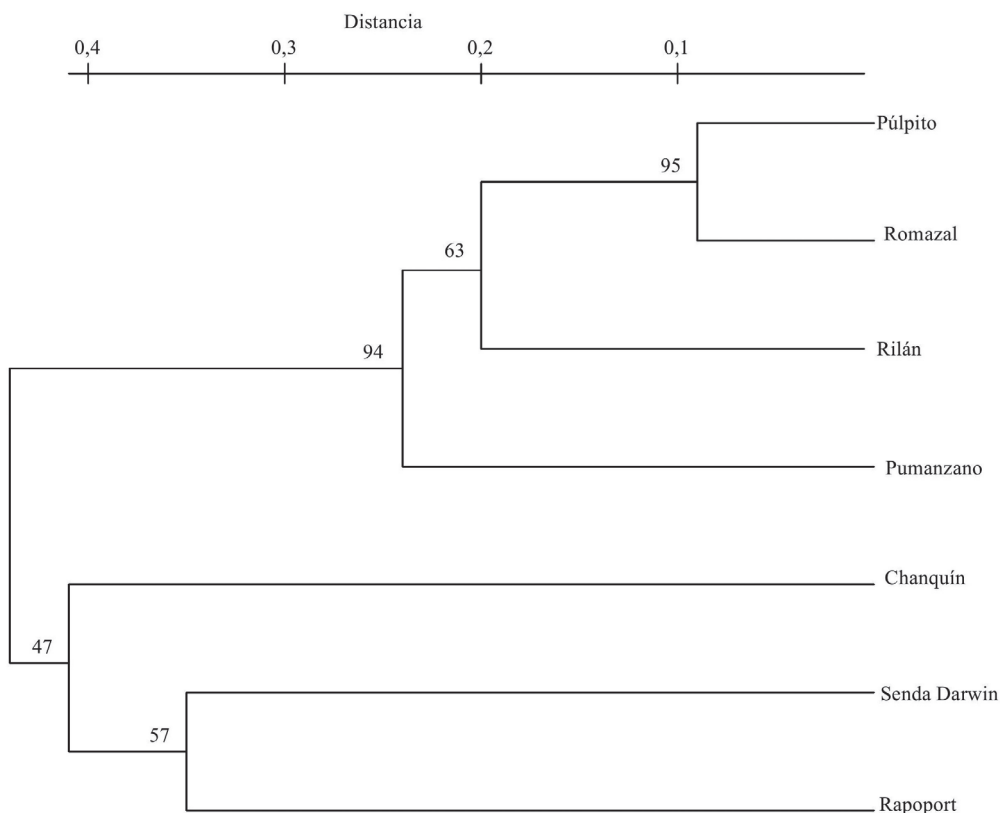 Distancia
0,4 0,3 0,2 0,1
Púlpito
95
Romazal
63
Rilán
94
Pumanzano
Chanquín
47
Senda Darwin
57
Rapoport